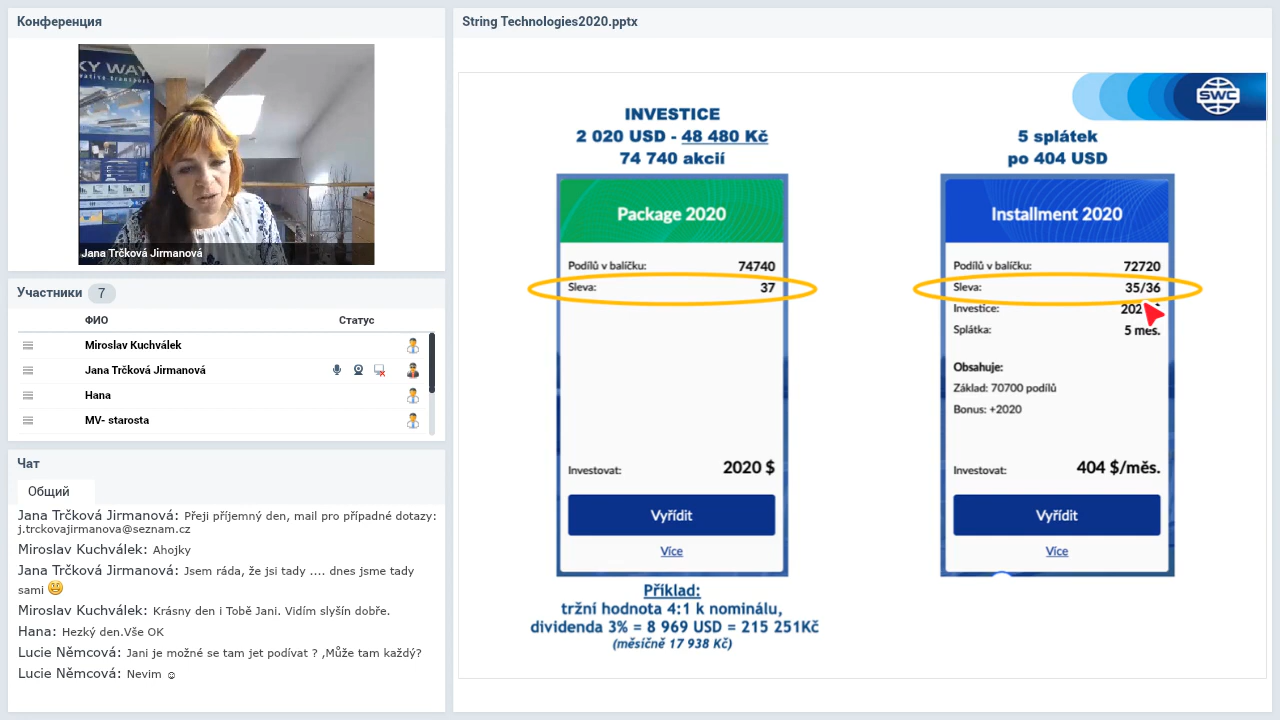 Конференция
KY WAY
Jana Trčková Jirmanová
Участники 7
ФИО Статус
Miroslav Kuchválek
Jana Trčková Jirmanová
Hana
MV- starosta
Чат
Общий
Jana Trčková Jirmanová: Přeji příjemný den, mail pro případné dotazy:
j.trckovajirmanova@seznam.cz
Miroslav Kuchválek: Ahojky
Jana Trčková Jirmanová: Jsem ráda, že jsi tady .... dnes jsme tady
sami
Miroslav Kuchválek: Krásny den i Tobě Jani. Vidím slyšín dobře.
Hana: Hezký den.Vše OK
Lucie Němcová: Jani je možné se tam jet podívat ? ,Může tam každý?
Lucie Němcová: Nevim ☺
String Technologies2020.pptx
SWC
INVESTICE
2 020 USD - 48 480 Kč
74 740 akcií
Package 2020
Podílů v balíčku: 74740
Sleva: 37
Investovat: 2020 $
Vyřídit
Více
Příklad:
tržní hodnota 4:1 k nominálu,
dividenda 3% = 8 969 USD = 215 251Kč
(měsíčně 17 938 Kč)
5 splátek
po 404 USD
Installment 2020
Podílů v balíčku: 72720
Sleva: 35/36
Investice:
Splátka: 5 měs.
Obsahuje:
Základ: 70700 podílů
Bonus: +2020
Investovat: 404 $/měs.
Vyřídit
Více